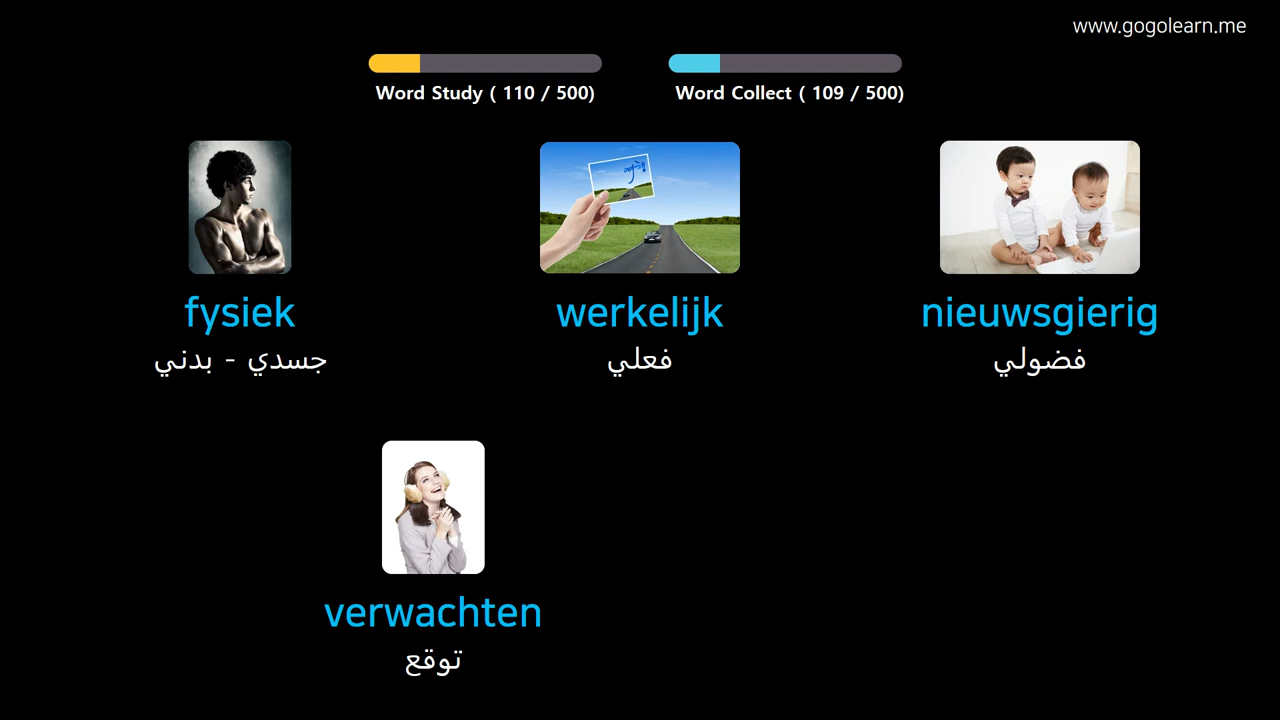 www.gogolearn.me
Word Study ( 110 / 500)
Word Collect ( 109 / 500)
fysiek
جسدي - بدني
werkelijk
فعلي
nieuwsgierig
فضولي
verwachten
توقع